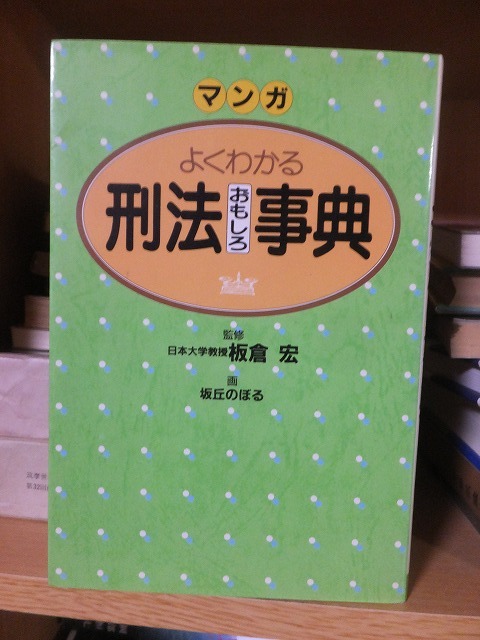 マンガ
よくわかる
刑法おもしろ事典
監修
日本大学教授 板倉 宏
画
坂丘のぼる